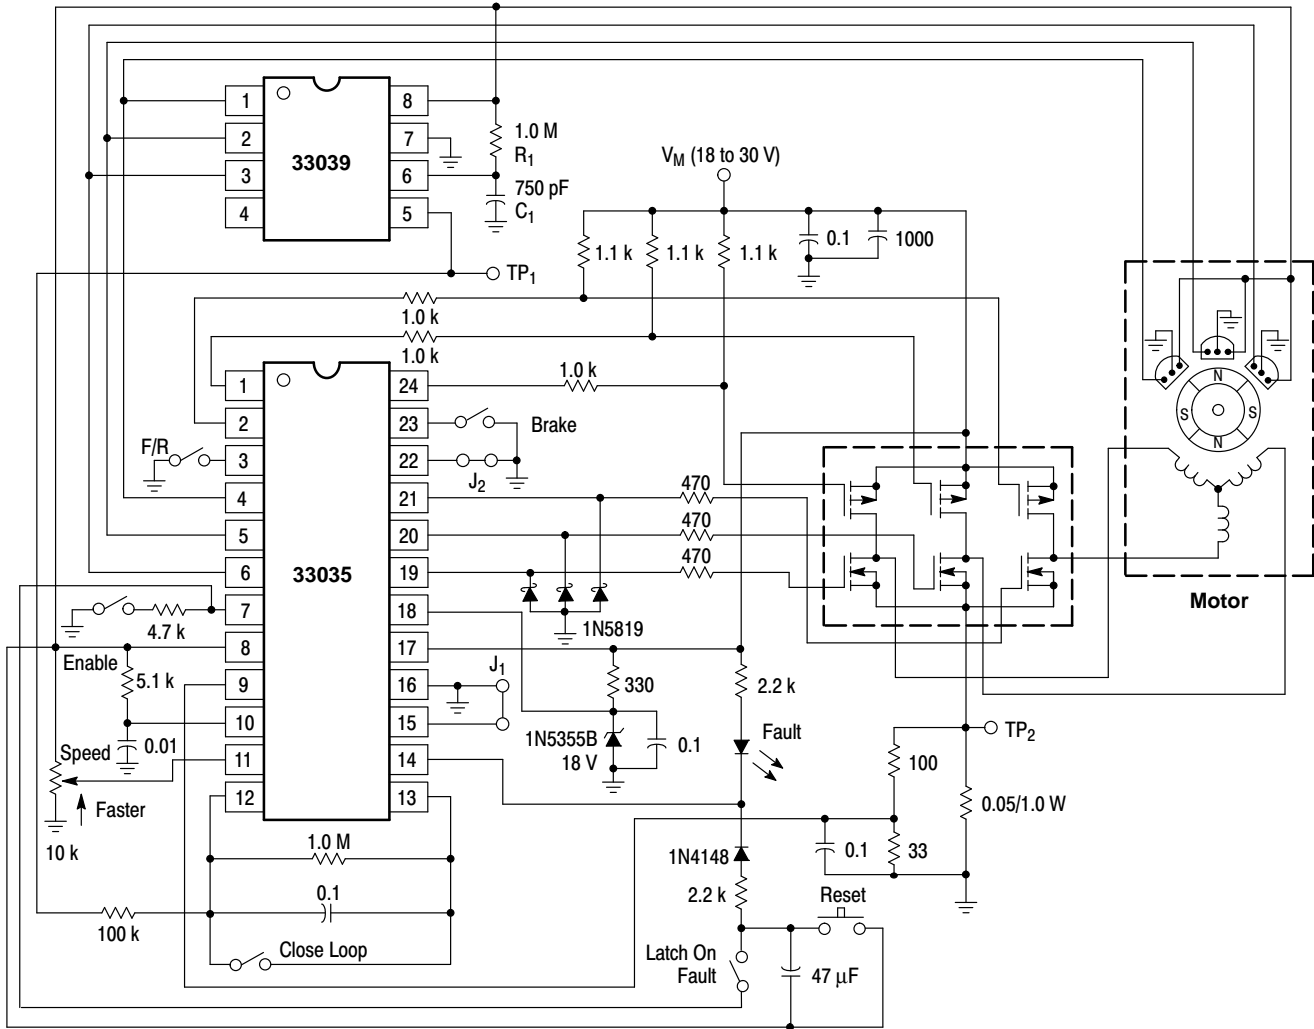 1
2
3
4
33039
8
7
6
5
1.0 M
R1
750 pF
C1
VM (18 to 30 V)
TP1
1.1 k
1.1 k
1.1 k
0.1
1000
1.0 k
1.0 k
1.0 k
1
2
3
4
5
6
7
8
9
10
11
12
33035
24
23
22
21
20
19
18
17
16
15
14
13
F/R
Brake
J2
470
470
470
1N5819
N
S
S
N
Motor
4.7 k
Enable
5.1 k
0.01
Speed
Faster
10 k
J1
330
1N5355B
18 V
0.1
2.2 k
Fault
TP2
100
0.05/1.0 W
0.1
33
1N4148
2.2 k
Reset
1.0 M
0.1
100 k
Close Loop
Latch On
Fault
47 μF